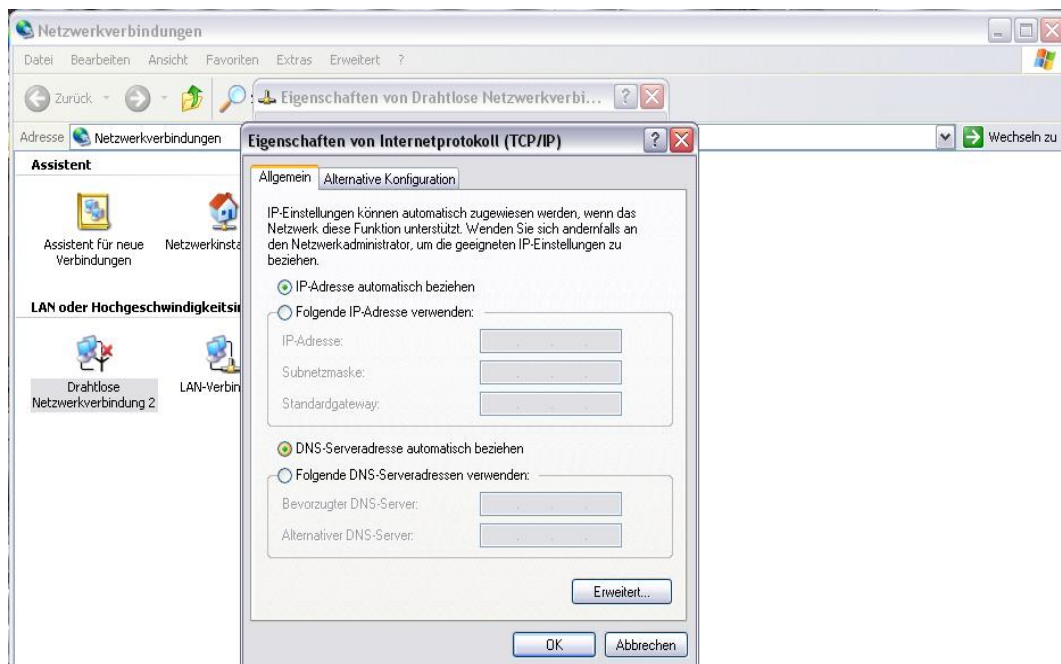 Netzwerkverbindungen
Datei Bearbeiten Ansicht Favoriten Extras Erweitert ?
Zurück
Eigenschaften von Drahtlose Netzwerkverbi... ?
Adresse Netzwerkverbindungen
Wechseln zu
Eigenschaften von Internetprotokoll (TCP/IP) ?
Assistent
Allgemein Alternative Konfiguration
IP-Einstellungen können automatisch zugewiesen werden, wenn das
Netzwerk diese Funktion unterstützt. Wenden Sie sich andernfalls an
den Netzwerkadministrator, um die geeigneten IP-Einstellungen zu
beziehen.
Assistent für neue
Verbindungen
Netzwerkinsta
IP-Adresse automatisch beziehen
Folgende IP-Adresse verwenden:
LAN oder Hochgeschwindigkeitsi
IP-Adresse:
Subnetzmaske:
Standardgateway:
Drahtlose
Netzwerkverbindung 2
LAN-Verbin
DNS-Serveradresse automatisch beziehen
Folgende DNS-Serveradressen verwenden:
Bevorzugter DNS-Server:
Alternativer DNS-Server:
Erweitert...
OK Abbrechen